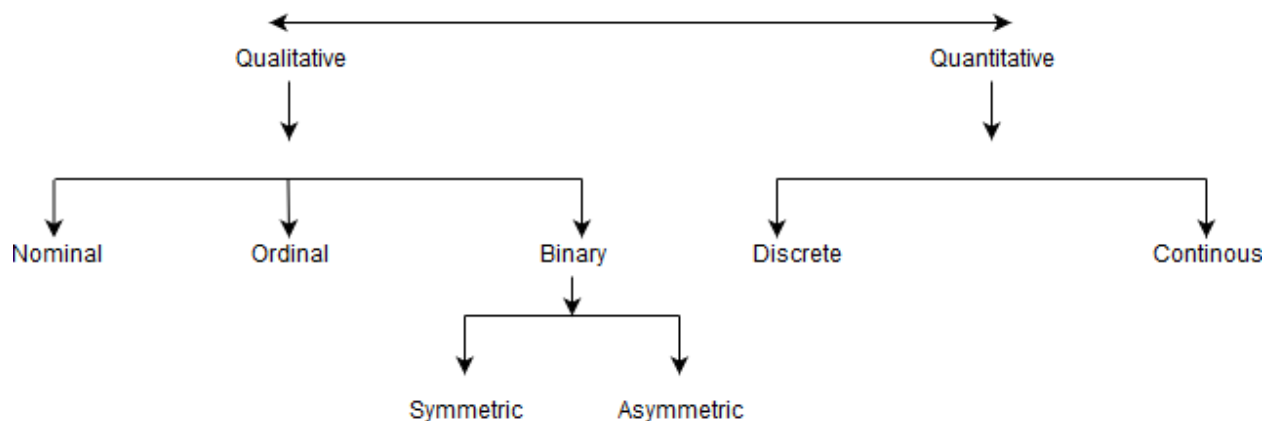 Qualitative Quantitative
Nominal Ordinal Binary Discrete Continous
Symmetric Asymmetric